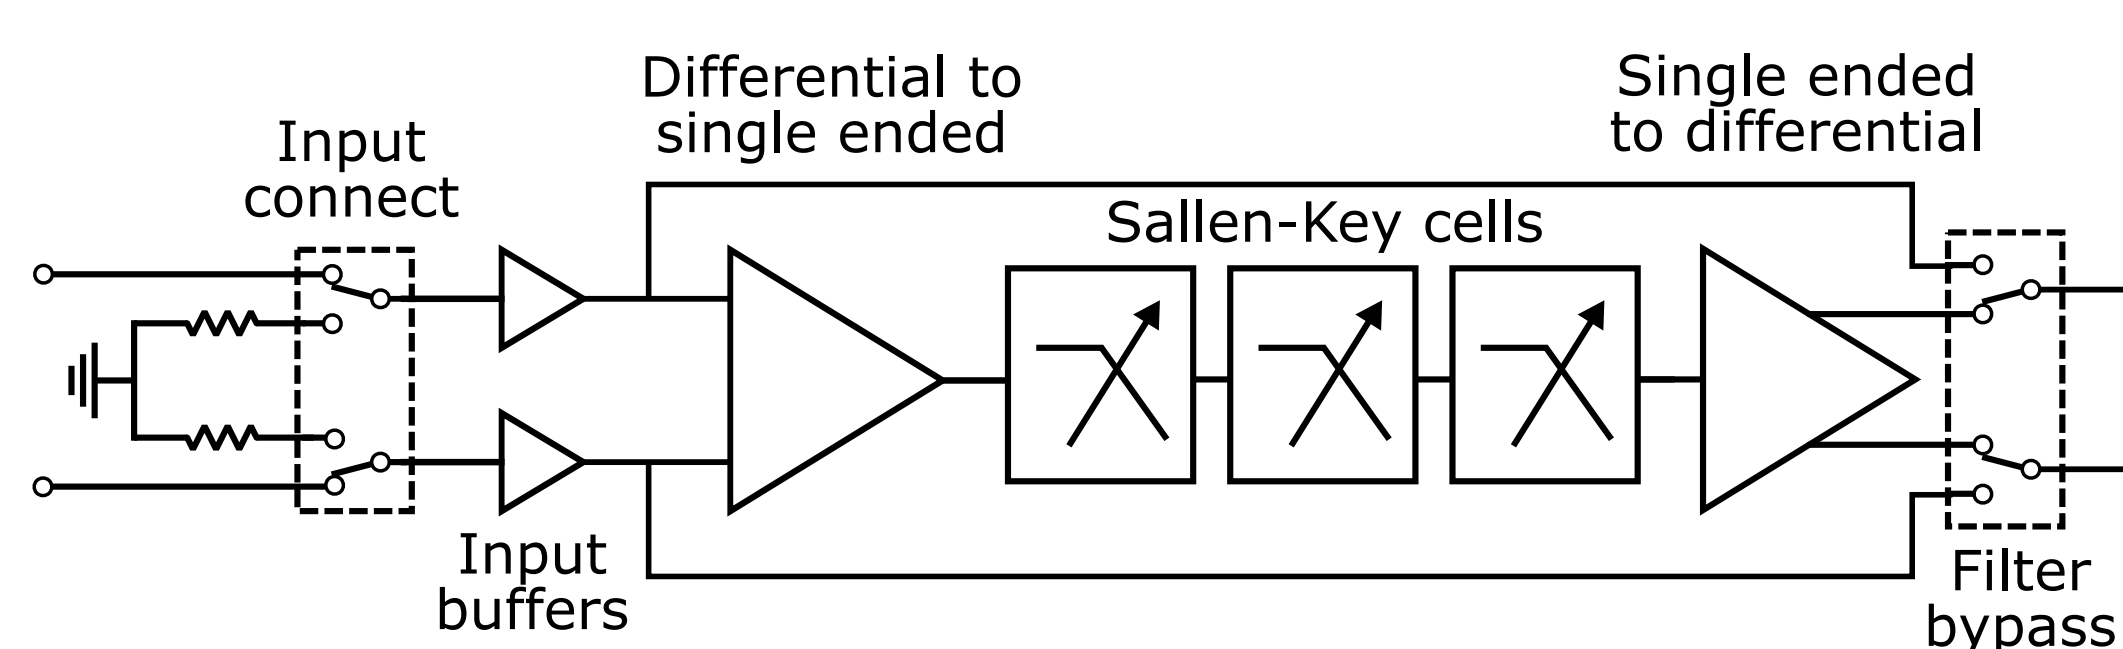 Differential to
single ended
Single ended
to differential
Input
connect
Sallen-Key cells
Input
buffers
Filter
bypass